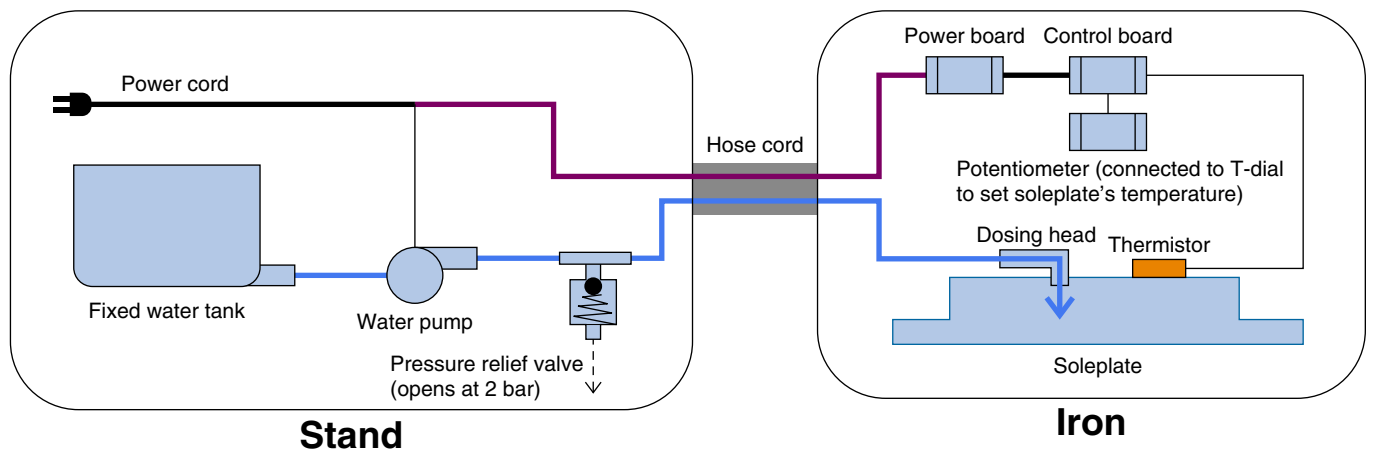 Power cord
Fixed water tank
Water pump
Pressure relief valve
(opens at 2 bar)
Stand
Hose cord
Power board
Control board
Potentiometer (connected to T-dial
to set soleplate's temperature)
Dosing head
Thermistor
Soleplate
Iron